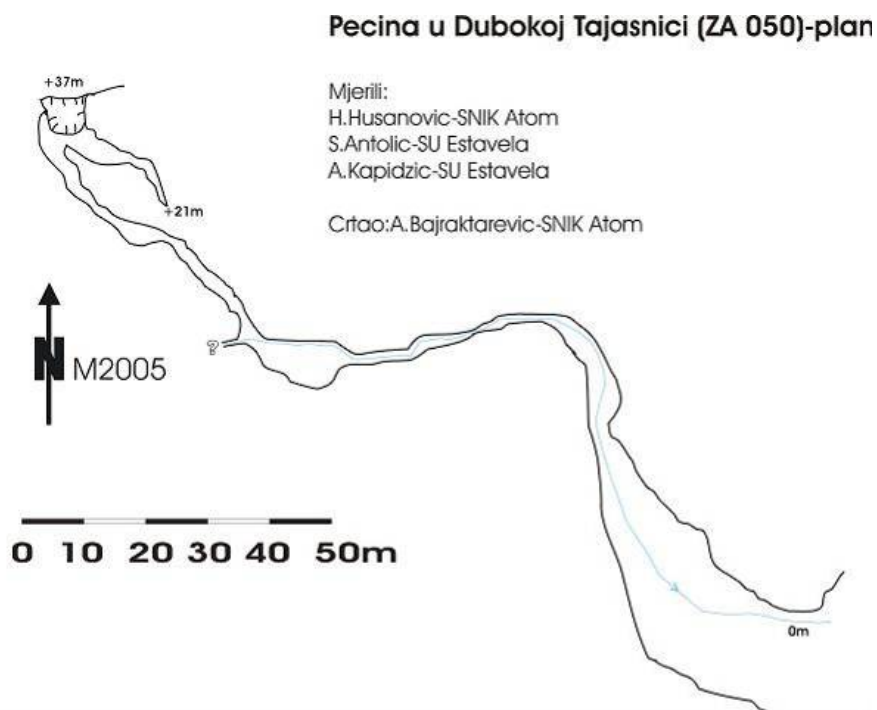 Pecina u Dubokoj Tajasnici (ZA 050)-plan
Mjerili:
H.Husanovic-SNIK Atom
S.Antolic-SU Estavela
A.Kapidzic-SU Estavela
Crtao:A.Bajraktarevic-SNIK Atom
+37m
+21m
?
N M2005
0 10 20 30 40 50m
0m